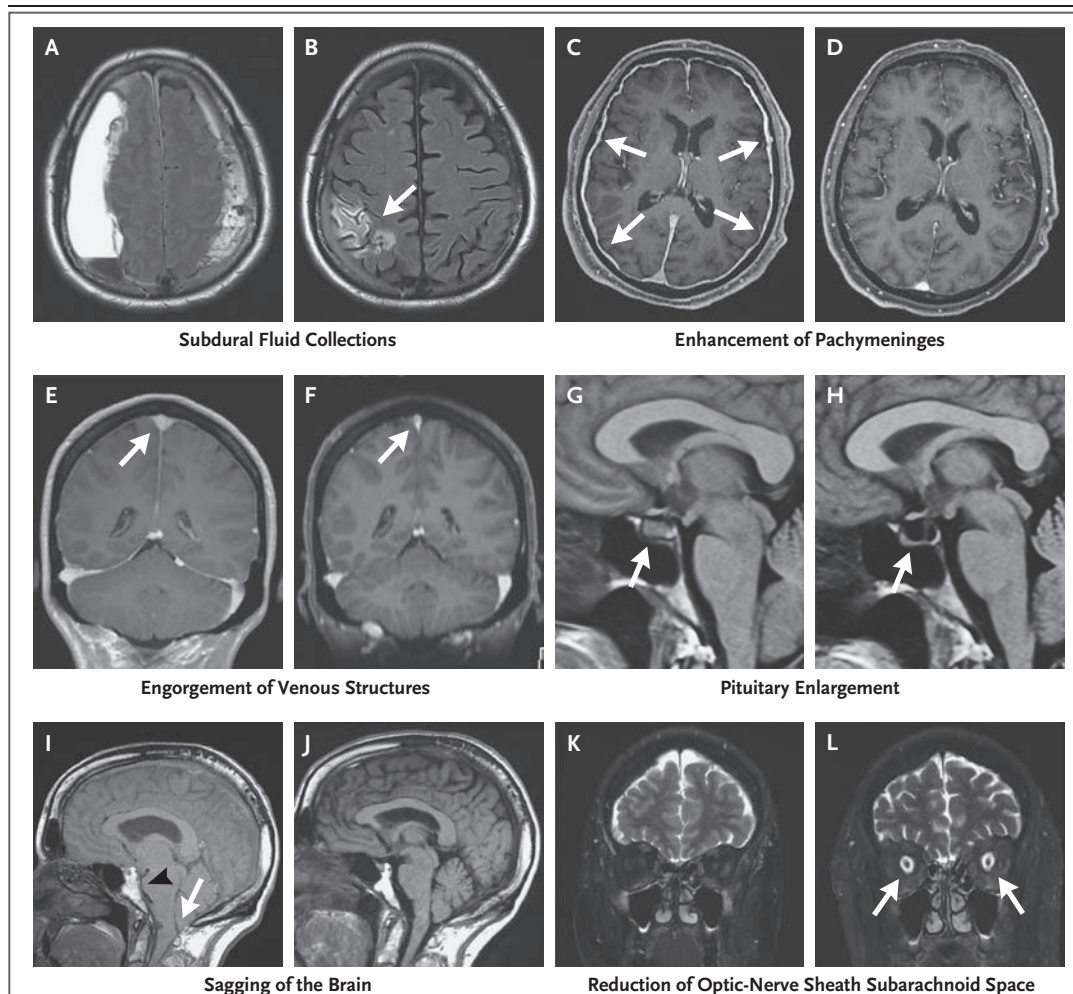 A B C D
Subdural Fluid Collections Enhancement of Pachymeninges
E F G H
Engorgement of Venous Structures Pituitary Enlargement
I J K L
Sagging of the Brain Reduction of Optic-Nerve Sheath Subarachnoid Space